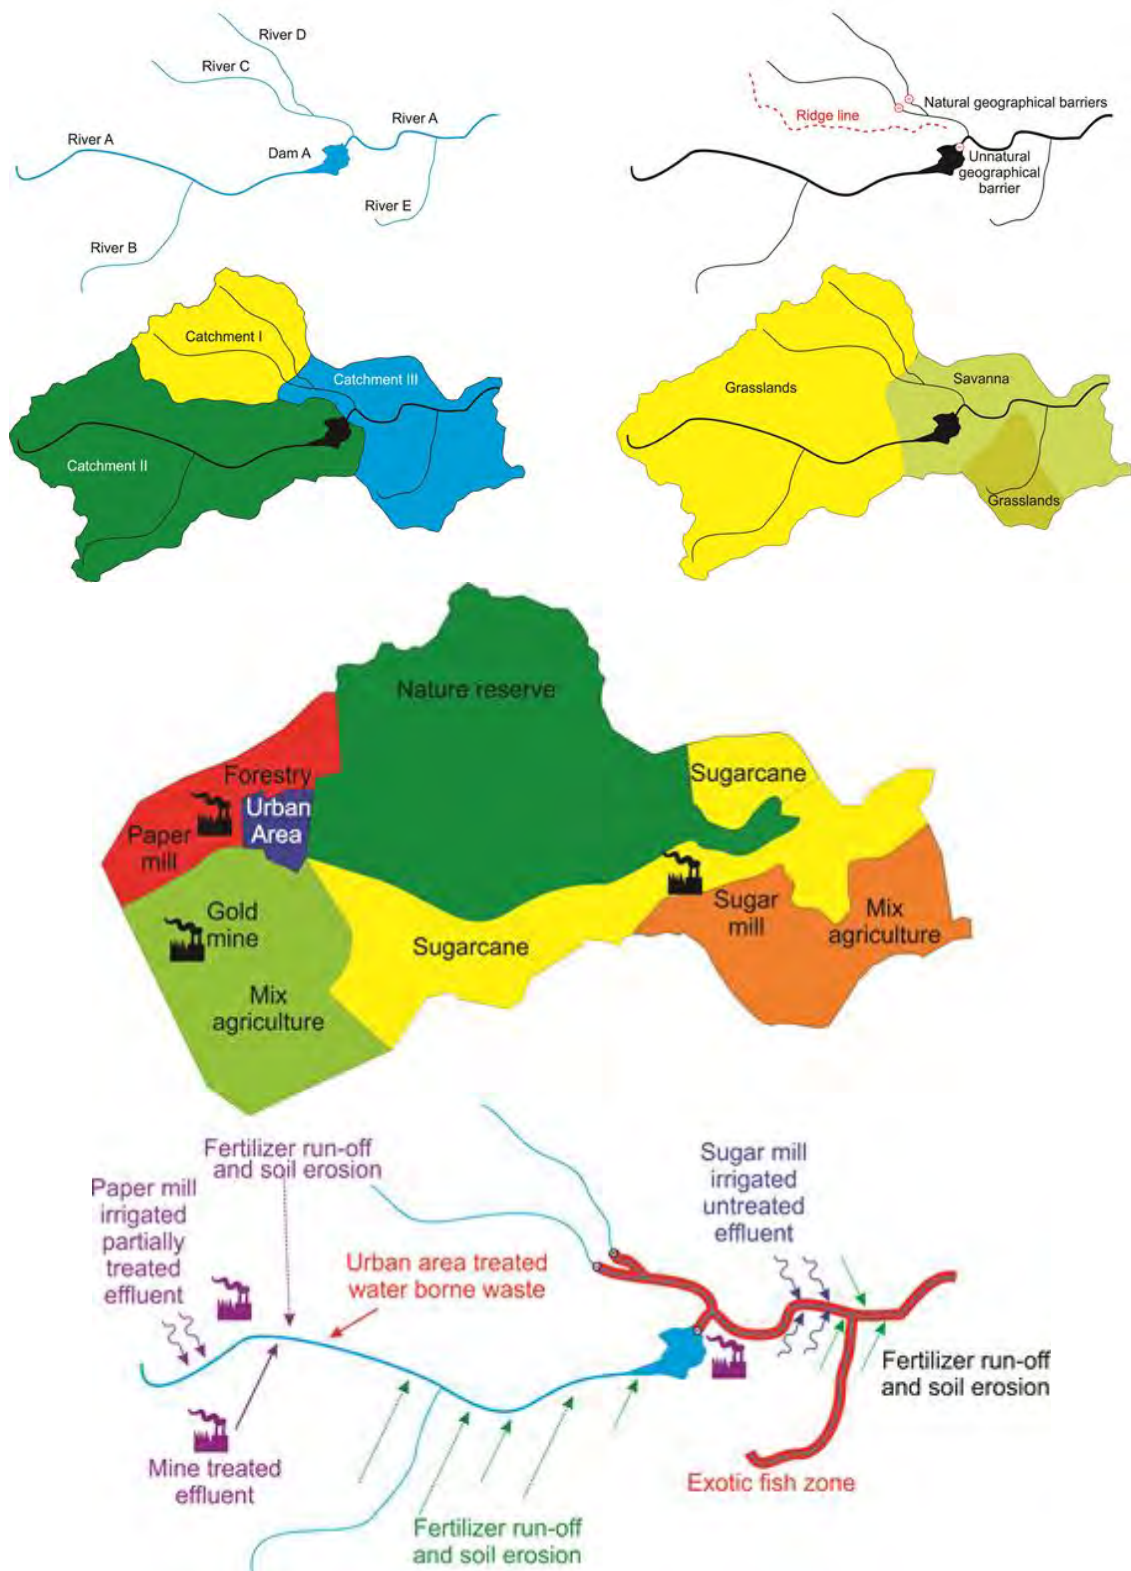 River D
River C
River A
River A
Dam A
River E
River B
Natural geographical barriers
Ridge line
Unnatural
geographical
barrier
Catchment I
Catchment III
Catchment II
Grasslands
Savanna
Grasslands
Nature reserve
Forestry
Urban
Area
Paper
mill
Sugarcane
Gold
mine
Sugarcane
Sugar
mill
Mix
agriculture
Mix
agriculture
Fertilizer run-off
and soil erosion
Paper mill
irrigated
partially
treated
effluent
Urban area treated
water borne waste
Sugar mill
irrigated
untreated
effluent
Fertilizer run-off
and soil erosion
Mine treated
effluent
Exotic fish zone
Fertilizer run-off
and soil erosion